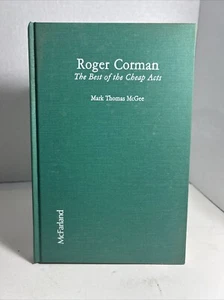 Roger Corman
The Best of the Cheap Acts
Mark Thomas McGee
McFarland